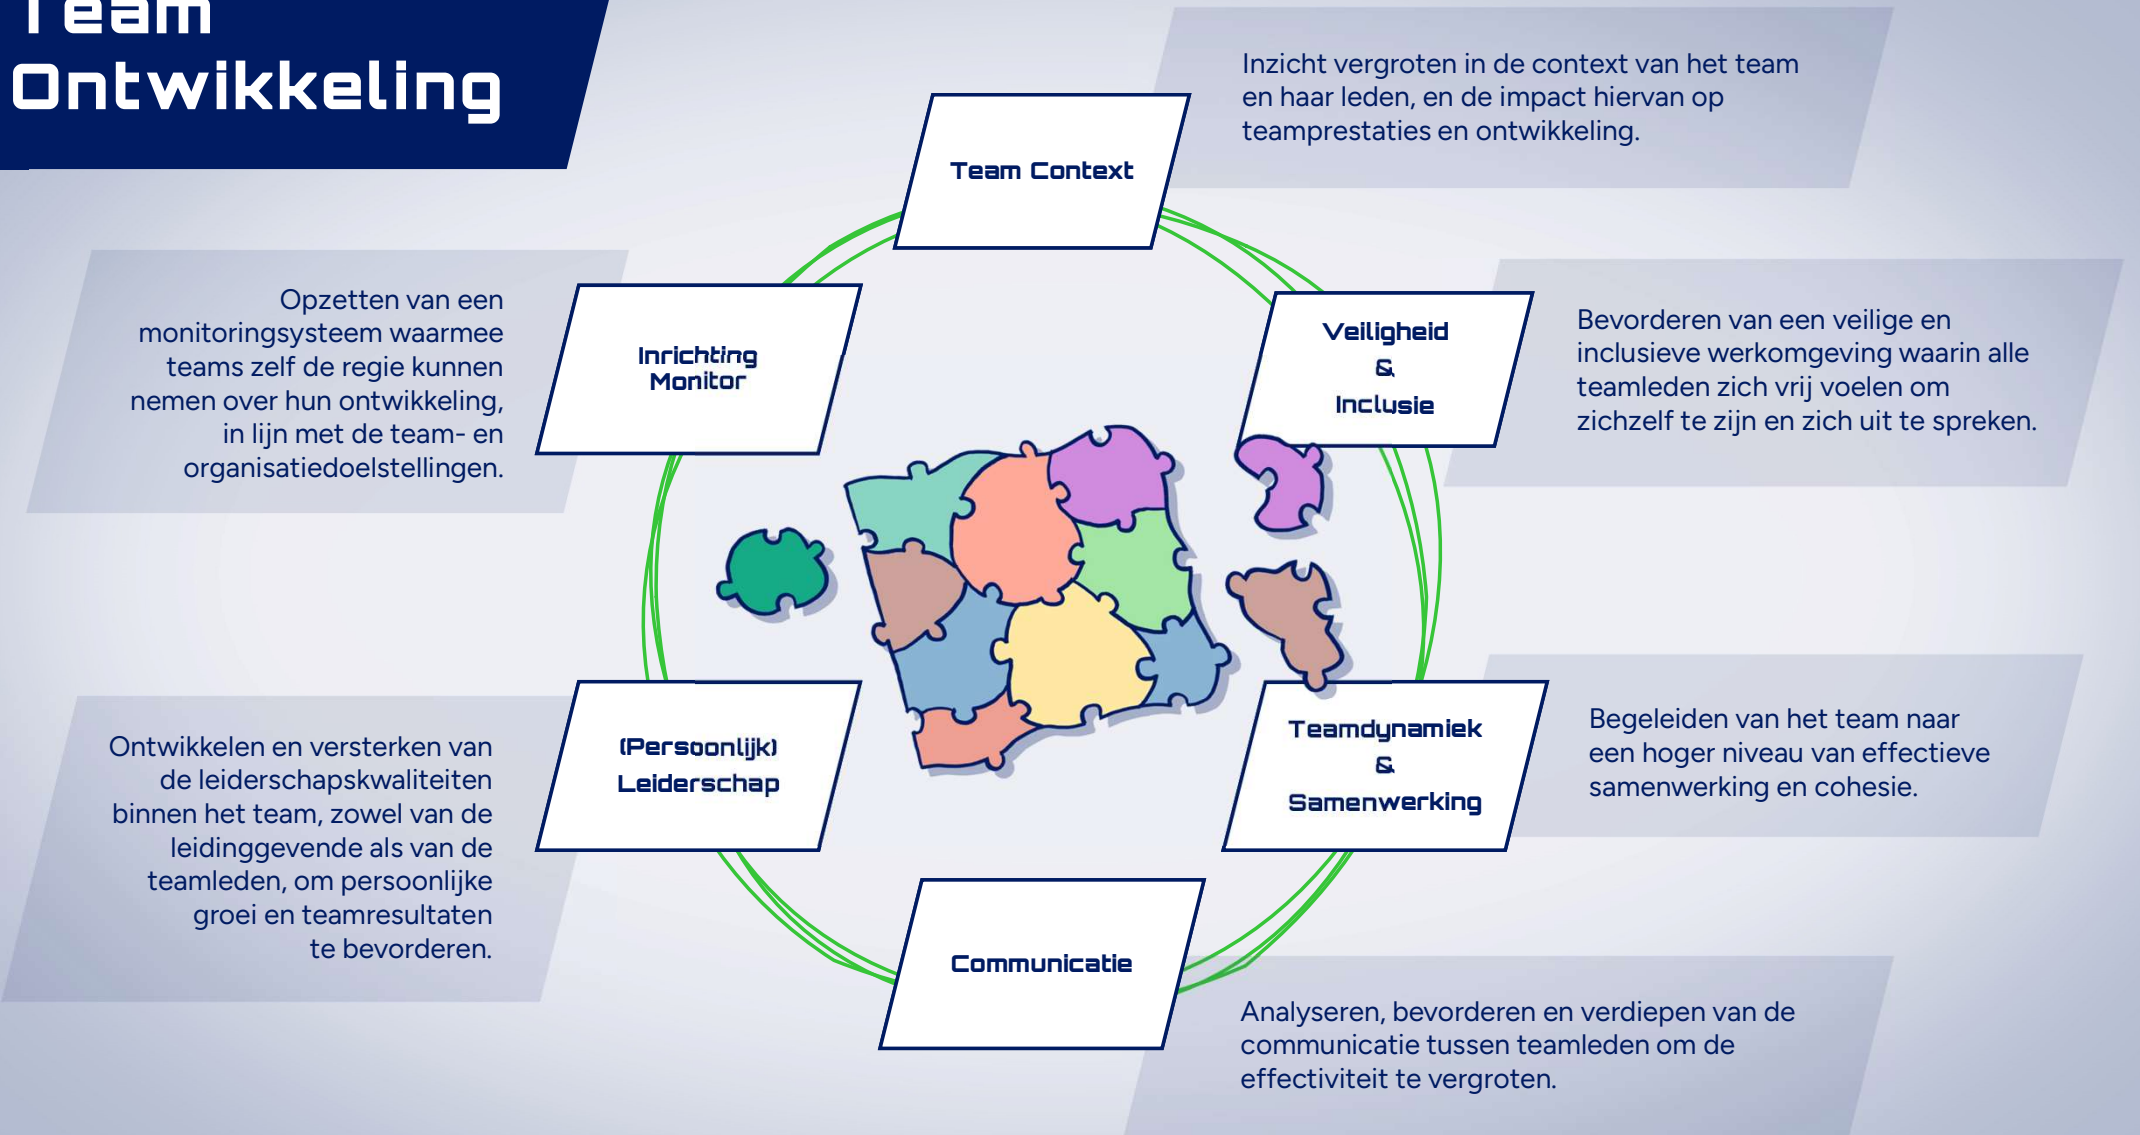 Team
Ontwikkeling
Team Context
Inzicht vergroten in de context van het team
en haar leden, en de impact hiervan op
teamprestaties en ontwikkeling.
Veiligheid
&
Inclusie
Bevorderen van een veilige en
inclusieve werkomgeving waarin alle
teamleden zich vrij voelen om
zichzelf te zijn en zich uit te spreken.
Teamdynamiek
&
Samenwerking
Begeleiden van het team naar
een hoger niveau van effectieve
samenwerking en cohesie.
Communicatie
Analyseren, bevorderen en verdiepen van de
communicatie tussen teamleden om de
effectiviteit te vergroten.
(Persoonlijk)
Leiderschap
Ontwikkelen en versterken van
de leiderschapskwaliteiten
binnen het team, zowel van de
leidinggevende als van de
teamleden, om persoonlijke
groei en teamresultaten
te bevorderen.
Inrichting
Monitor
Opzetten van een
monitoringsysteem waarmee
teams zelf de regie kunnen
nemen over hun ontwikkeling,
in lijn met de team- en
organisatiedoelstellingen.